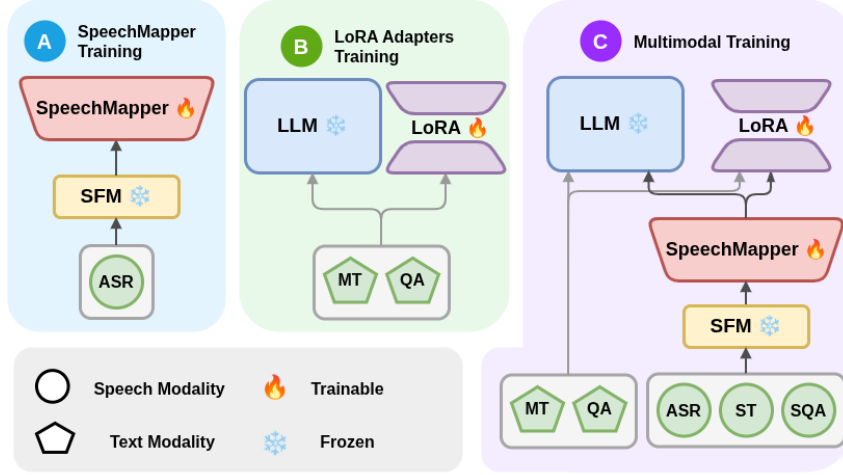 A
SpeechMapper
Training
SpeechMapper
SFM
ASR
B
LoRA Adapters
Training
LLM
LoRA
MT
QA
C
Multimodal Training
LLM
LoRA
SpeechMapper
SFM
MT
QA
ASR
ST
SQA
Speech Modality
Trainable
Text Modality
Frozen